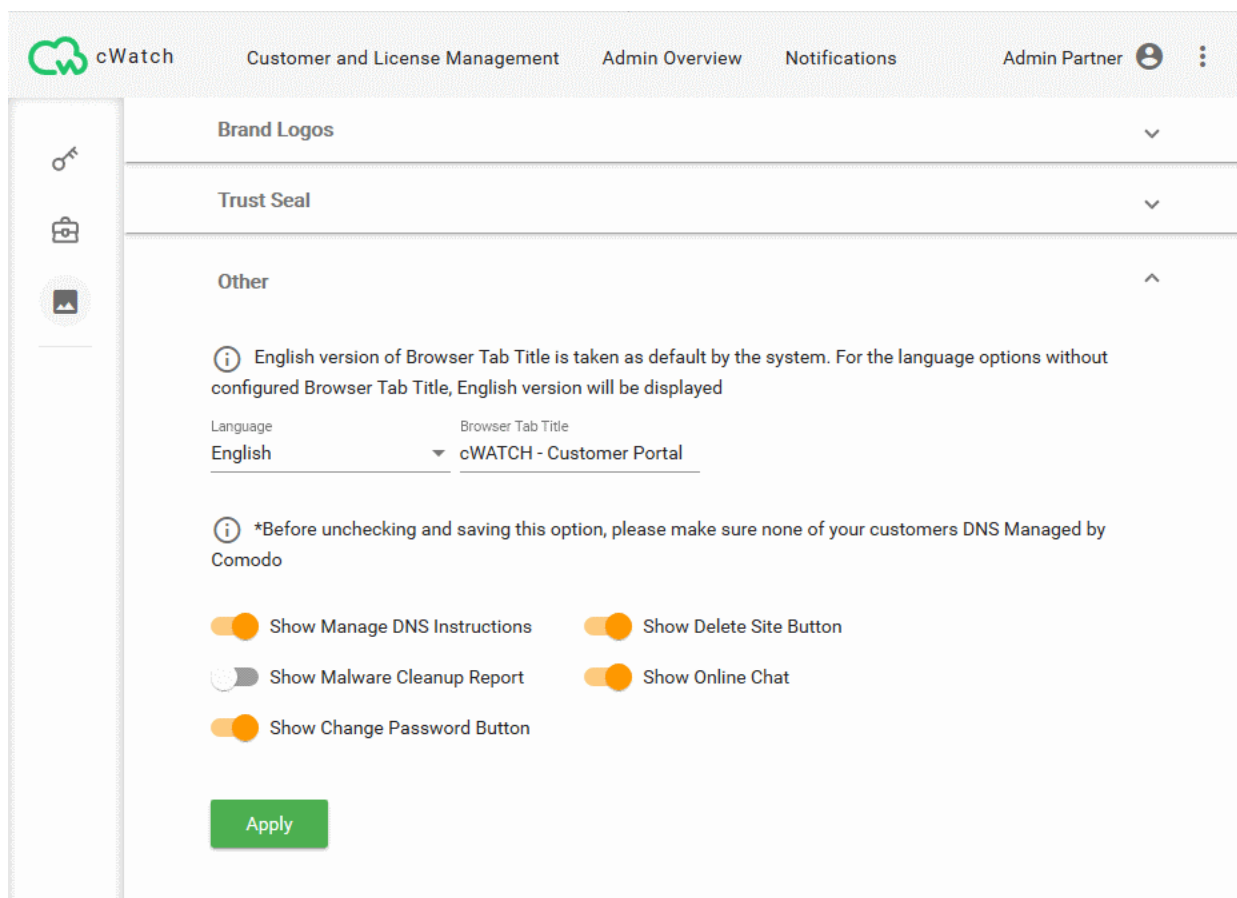 cWatch
Customer and License Management
Admin Overview
Notifications
Admin Partner
Brand Logos
Trust Seal
Other
English version of Browser Tab Title is taken as default by the system. For the language options without
configured Browser Tab Title, English version will be displayed
Language
Browser Tab Title
English
cWATCH - Customer Portal
*Before unchecking and saving this option, please make sure none of your customers DNS Managed by
Comodo
Show Manage DNS Instructions
Show Delete Site Button
Show Malware Cleanup Report
Show Online Chat
Show Change Password Button
Apply